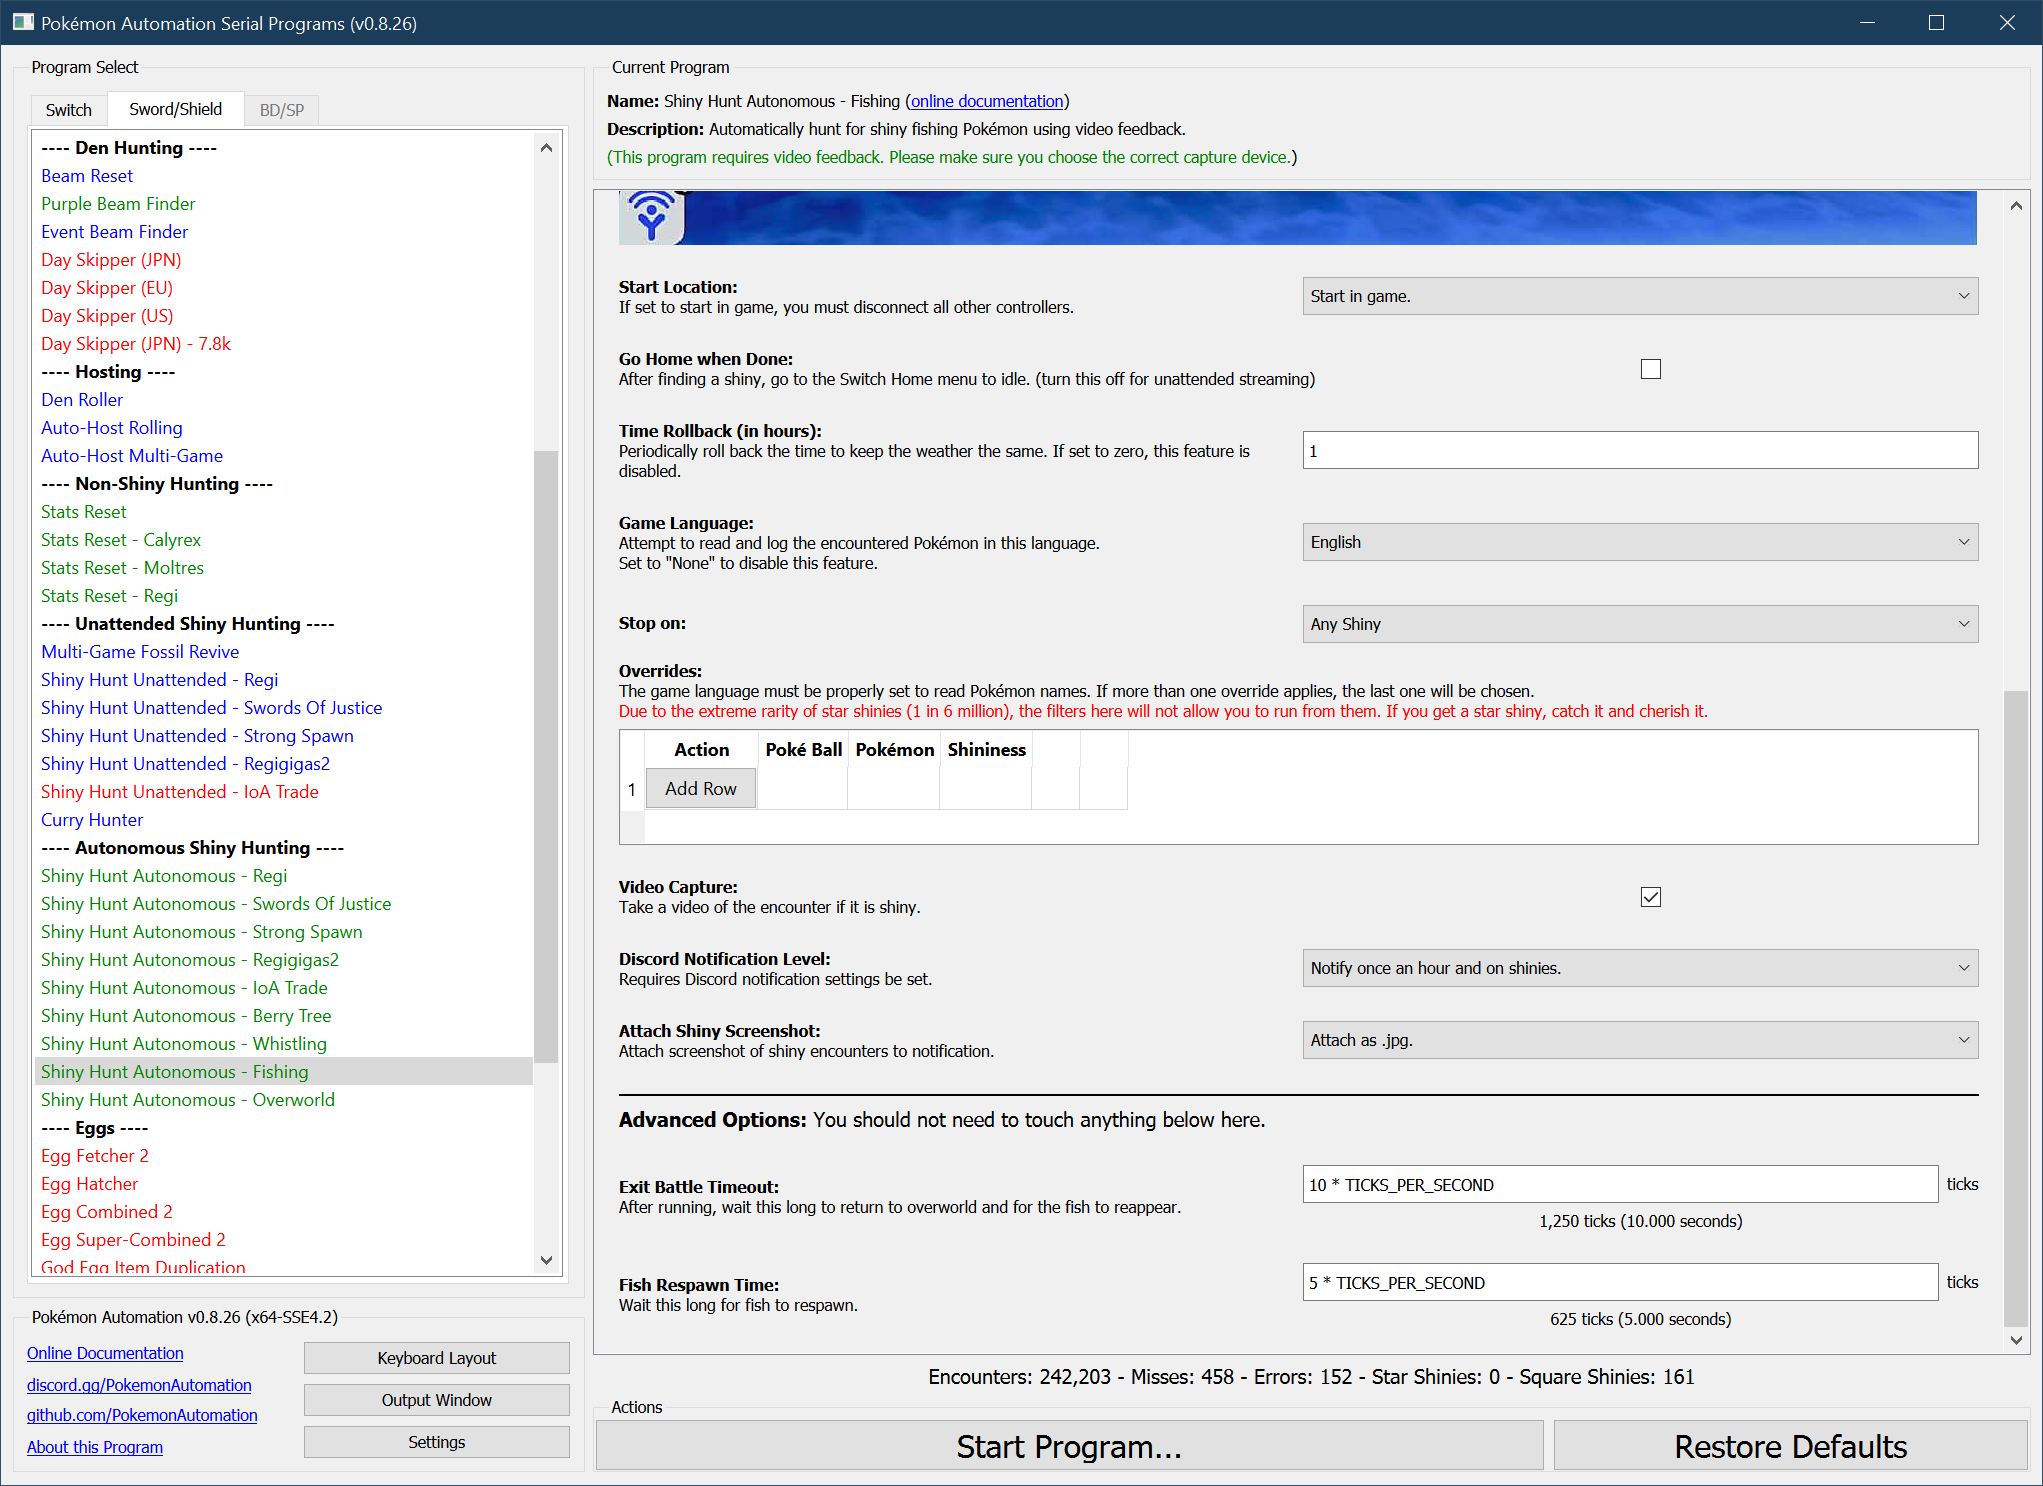 Pokémon Automation Serial Programs (v0.8.26)
Program Select
Switch
Sword/Shield
BD/SP
---- Den Hunting ----
Beam Reset
Purple Beam Finder
Event Beam Finder
Day Skipper (JPN)
Day Skipper (EU)
Day Skipper (US)
Day Skipper (JPN) - 7.8k
---- Hosting ----
Den Roller
Auto-Host Rolling
Auto-Host Multi-Game
---- Non-Shiny Hunting ----
Stats Reset
Stats Reset - Calyrex
Stats Reset - Moltres
Stats Reset - Regi
---- Unattended Shiny Hunting ----
Multi-Game Fossil Revive
Shiny Hunt Unattended - Regi
Shiny Hunt Unattended - Swords Of Justice
Shiny Hunt Unattended - Strong Spawn
Shiny Hunt Unattended - Regigigas2
Shiny Hunt Unattended - IoA Trade
Curry Hunter
---- Autonomous Shiny Hunting ----
Shiny Hunt Autonomous - Regi
Shiny Hunt Autonomous - Swords Of Justice
Shiny Hunt Autonomous - Strong Spawn
Shiny Hunt Autonomous - Regigigas2
Shiny Hunt Autonomous - IoA Trade
Shiny Hunt Autonomous - Berry Tree
Shiny Hunt Autonomous - Whistling
Shiny Hunt Autonomous - Fishing
Shiny Hunt Autonomous - Overworld
---- Eggs ----
Egg Fetcher 2
Egg Hatcher
Egg Combined 2
Egg Super-Combined 2
God Egg Item Duplication
Pokémon Automation v0.8.26 (x64-SSE4.2)
Online Documentation
discord.gg/PokemonAutomation
github.com/PokemonAutomation
About this Program
Keyboard Layout
Output Window
Settings
Current Program
Name: Shiny Hunt Autonomous - Fishing (online documentation)
Description: Automatically hunt for shiny fishing Pokémon using video feedback.
(This program requires video feedback. Please make sure you choose the correct capture device.)
Start Location:
If set to start in game, you must disconnect all other controllers.
Start in game.
Go Home when Done:
After finding a shiny, go to the Switch Home menu to idle. (turn this off for unattended streaming)
Time Rollback (in hours):
Periodically roll back the time to keep the weather the same. If set to zero, this feature is
disabled.
1
Game Language:
Attempt to read and log the encountered Pokémon in this language.
Set to "None" to disable this feature.
English
Stop on:
Any Shiny
Overrides:
The game language must be properly set to read Pokémon names. If more than one override applies, the last one will be chosen.
Due to the extreme rarity of star shinies (1 in 6 million), the filters here will not allow you to run from them. If you get a star shiny, catch it and cherish it.
Action Poké Ball Pokémon Shininess
1 Add Row
Video Capture:
Take a video of the encounter if it is shiny.
Discord Notification Level:
Requires Discord notification settings be set.
Notify once an hour and on shinies.
Attach Shiny Screenshot:
Attach screenshot of shiny encounters to notification.
Attach as .jpg.
Advanced Options: You should not need to touch anything below here.
Exit Battle Timeout:
After running, wait this long to return to overworld and for the fish to reappear.
10 * TICKS_PER_SECOND ticks
1,250 ticks (10.000 seconds)
Fish Respawn Time:
Wait this long for fish to respawn.
5 * TICKS_PER_SECOND ticks
625 ticks (5.000 seconds)
Encounters: 242,203 - Misses: 458 - Errors: 152 - Star Shinies: 0 - Square Shinies: 161
Actions
Start Program...
Restore Defaults